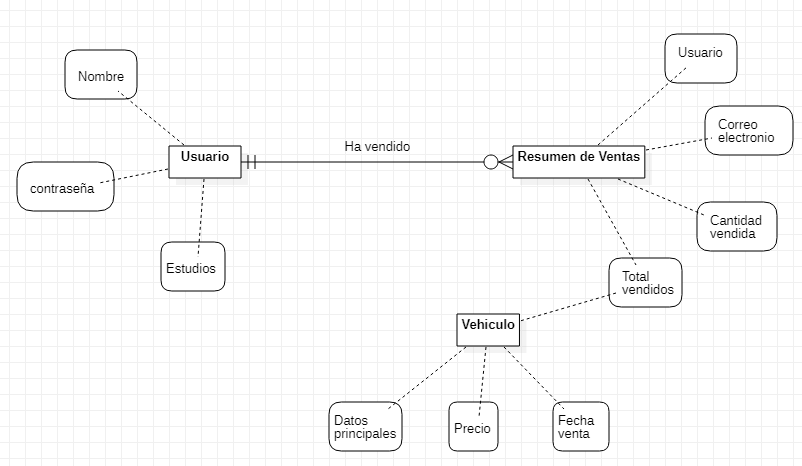 Usuario
Nombre
Correo
electronio
Ha vendido
Usuario
Resumen de Ventas
contraseña
Cantidad
vendida
Estudios
Total
vendidos
Vehiculo
Datos
principales
Precio
Fecha
venta